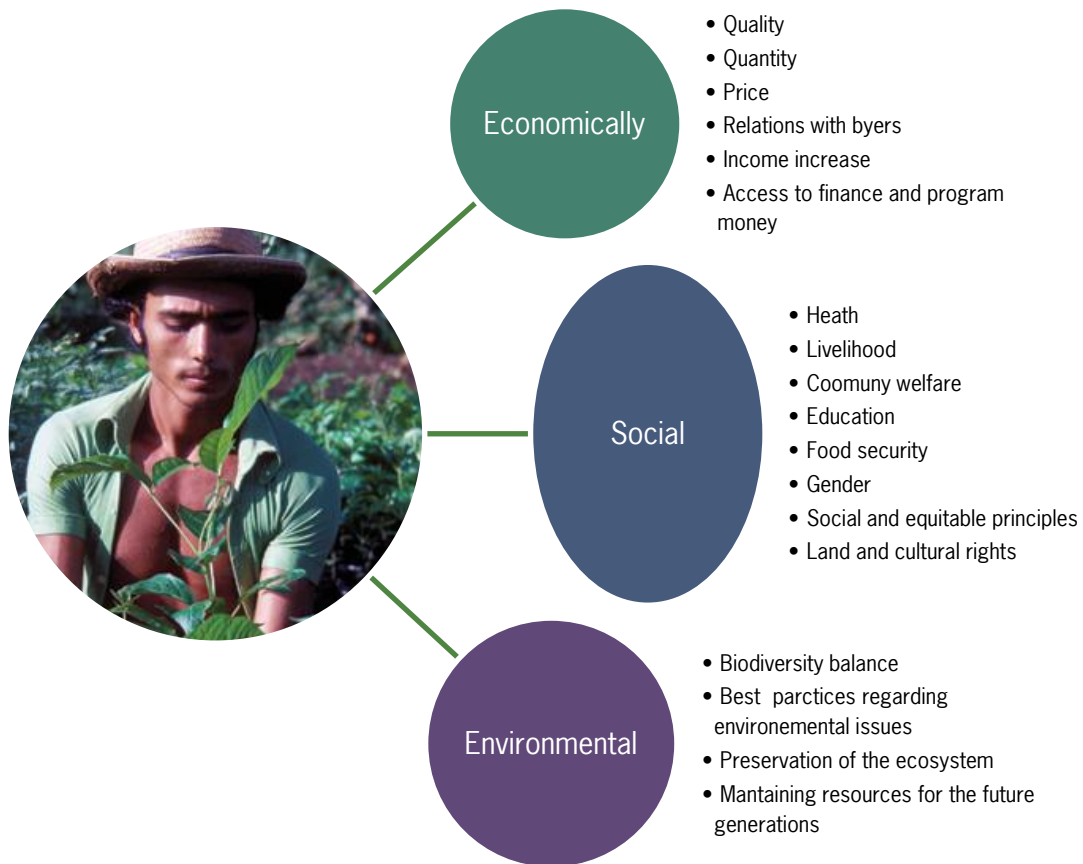 Economically
• Quality
• Quantity
• Price
• Relations with byers
• Income increase
• Access to finance and program
money
Social
• Heath
• Livelihood
• Coomuny welfare
• Education
• Food security
• Gender
• Social and equitable principles
• Land and cultural rights
Environmental
• Biodiversity balance
• Best  parctices regarding
environemental issues
• Preservation of the ecosystem
• Mantaining resources for the future
generations